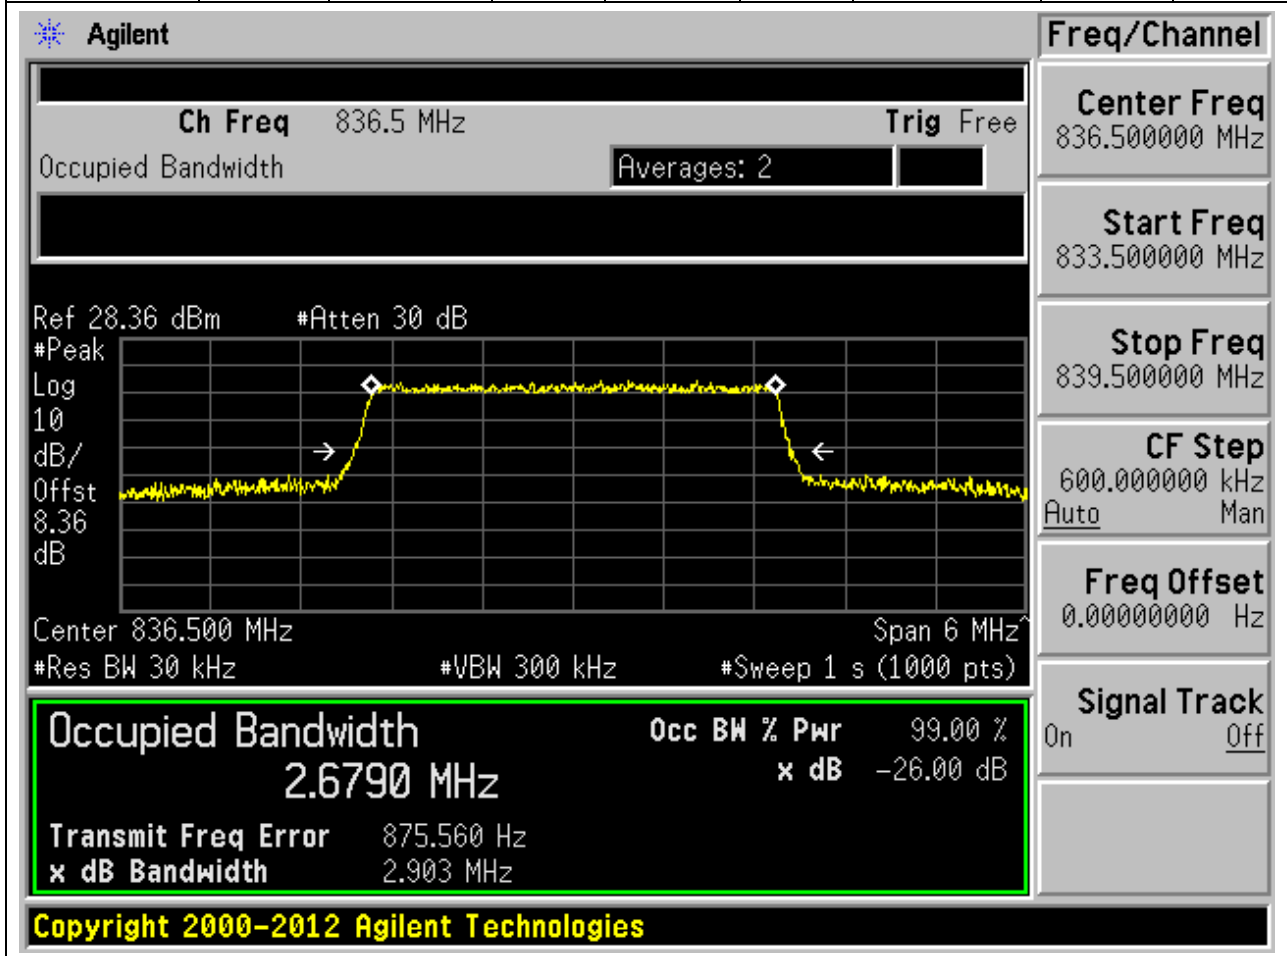 Agilent
Ch Freq 836.5 MHz Trig Free
Occupied Bandwidth Averages: 2
Ref 28.36 dBm #Atten 30 dB
#Peak
Log
10
dB/
Offst
8.36
dB
Center 836.500 MHz Span 6 MHz^
#Res BW 30 kHz #VBW 300 kHz #Sweep 1 s (1000 pts)
Occupied Bandwidth Occ BW % Pwr 99.00 %
2.6790 MHz x dB -26.00 dB
Transmit Freq Error 875.560 Hz
x dB Bandwidth 2.903 MHz
Copyright 2000-2012 Agilent Technologies
Freq/Channel
Center Freq
836.500000 MHz
Start Freq
833.500000 MHz
Stop Freq
839.500000 MHz
CF Step
600.000000 kHz
Auto Man
Freq Offset
0.00000000 Hz
Signal Track
On Off